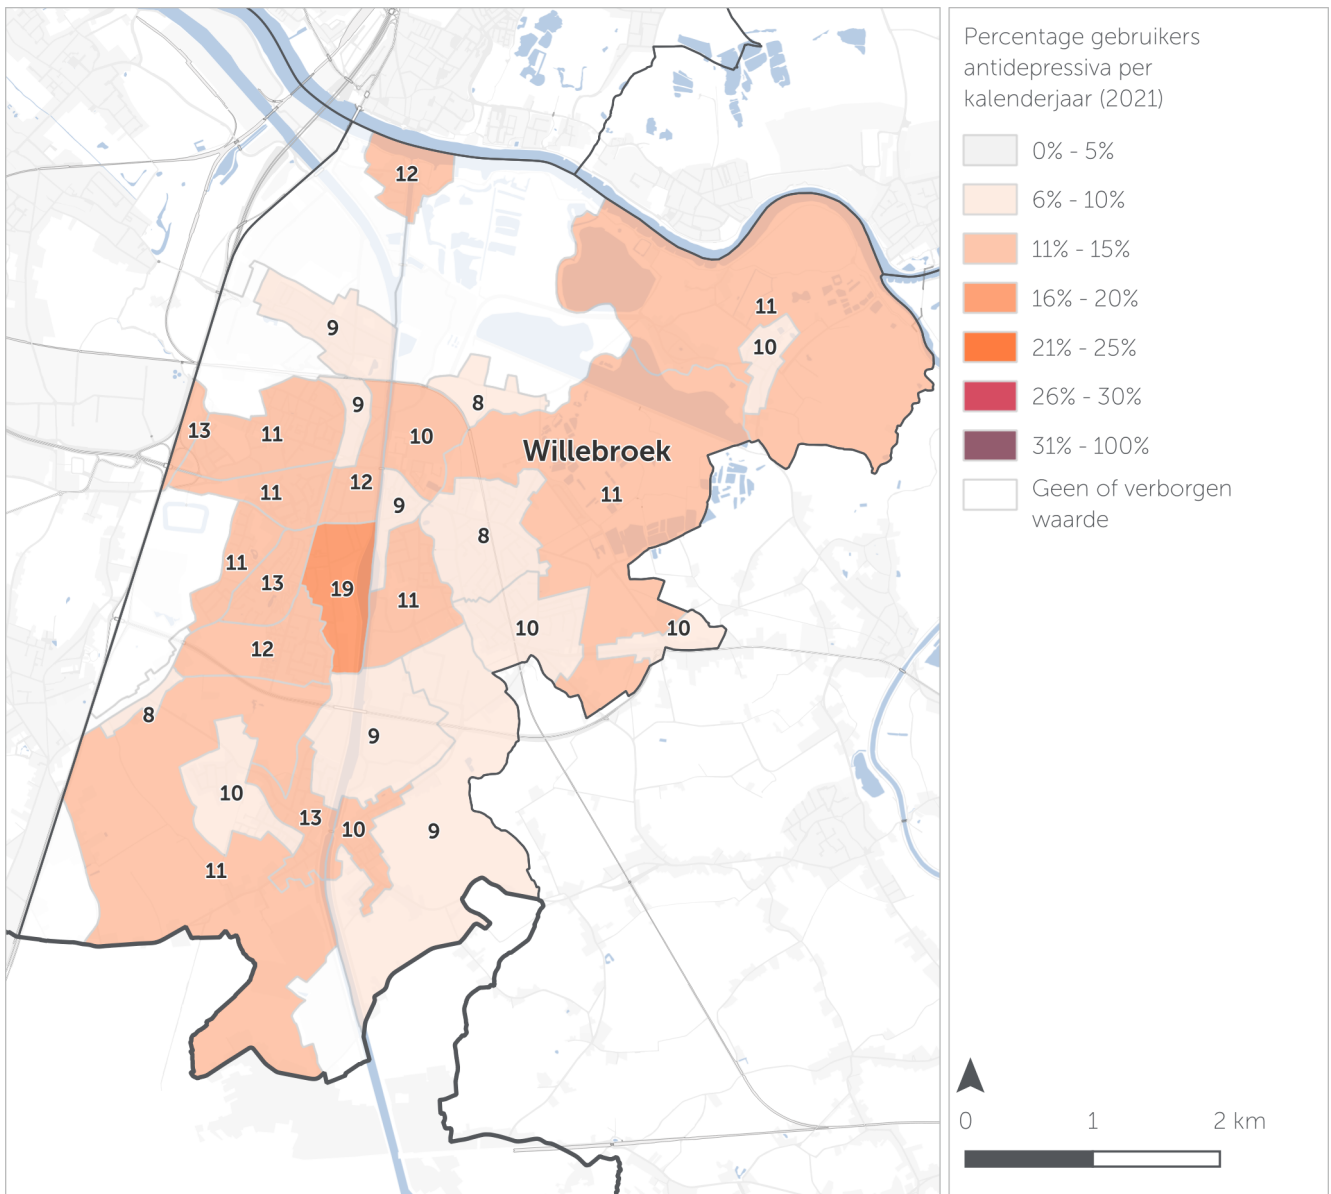 Percentage gebruikers
antidepressiva per
kalenderjaar (2021)
0% - 5%
6% - 10%
11% - 15%
16% - 20%
21% - 25%
26% - 30%
31% - 100%
Geen of verborgen
waarde
0 1 2 km
12
11
9
10
9
8
13
11
10
Willebroek
11
12
11
9
8
11
13
19
11
10
10
12
8
9
10
13
10
9
11